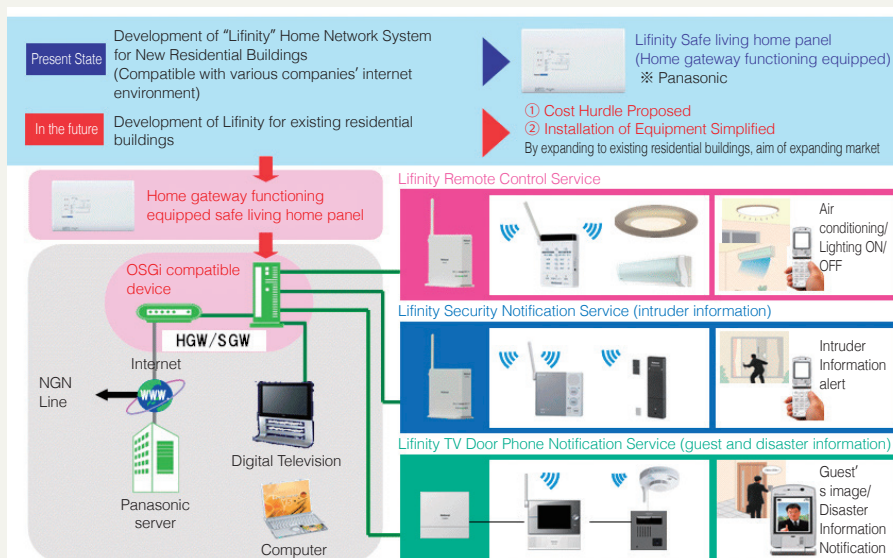 Present State
Development of “Lifinity” Home Network System
for New Residential Buildings
(Compatible with various companies’ internet
environment)
Lifinity Safe living home panel
(Home gateway functioning equipped)
※ Panasonic
In the future
Development of Lifinity for existing residential
buildings
① Cost Hurdle Proposed
② Installation of Equipment Simplified
By expanding to existing residential buildings, aim of expanding market
Home gateway functioning
equipped safe living home panel
OSGi compatible
device
HGW/SGW
Internet
NGN
Line
WWW
Panasonic
server
Digital Television
Computer
Lifinity Remote Control Service
Air
conditioning/
Lighting ON/
OFF
Lifinity Security Notification Service (intruder information)
Intruder
Information
alert
Lifinity TV Door Phone Notification Service (guest and disaster information)
Guest’
s image/
Disaster
Information
Notification